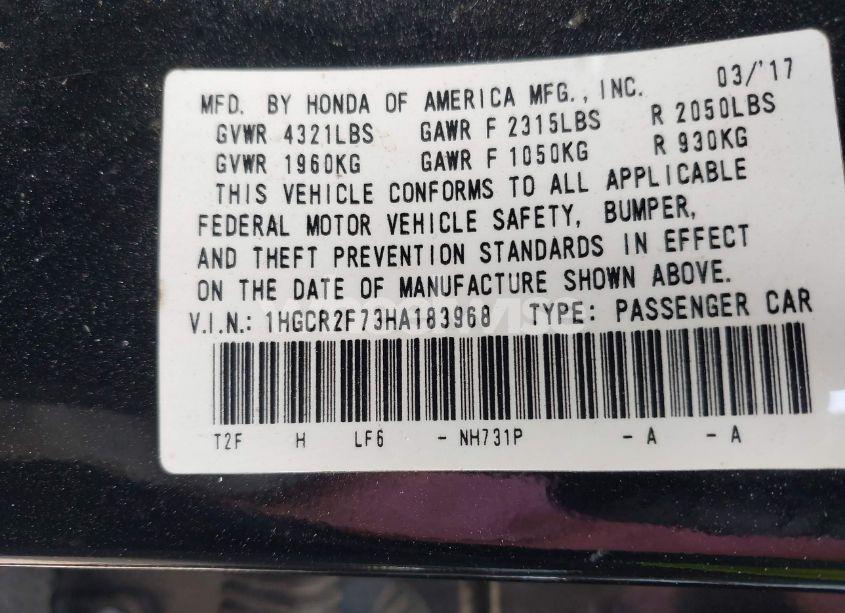 MFD. BY HONDA OF AMERICA MFG., INC. 03/'17
GVWR 4321LBS GAWR F 2315LBS R 2050LBS
GVWR 1960KG GAWR F 1050KG R 930KG
THIS VEHICLE CONFORMS TO ALL APPLICABLE
FEDERAL MOTOR VEHICLE SAFETY, BUMPER,
AND THEFT PREVENTION STANDARDS IN EFFECT
ON THE DATE OF MANUFACTURE SHOWN ABOVE.
V.I.N.: 1HGCR2F73HA183968 TYPE: PASSENGER CAR
T2F H LF6 - NH731P - A - A